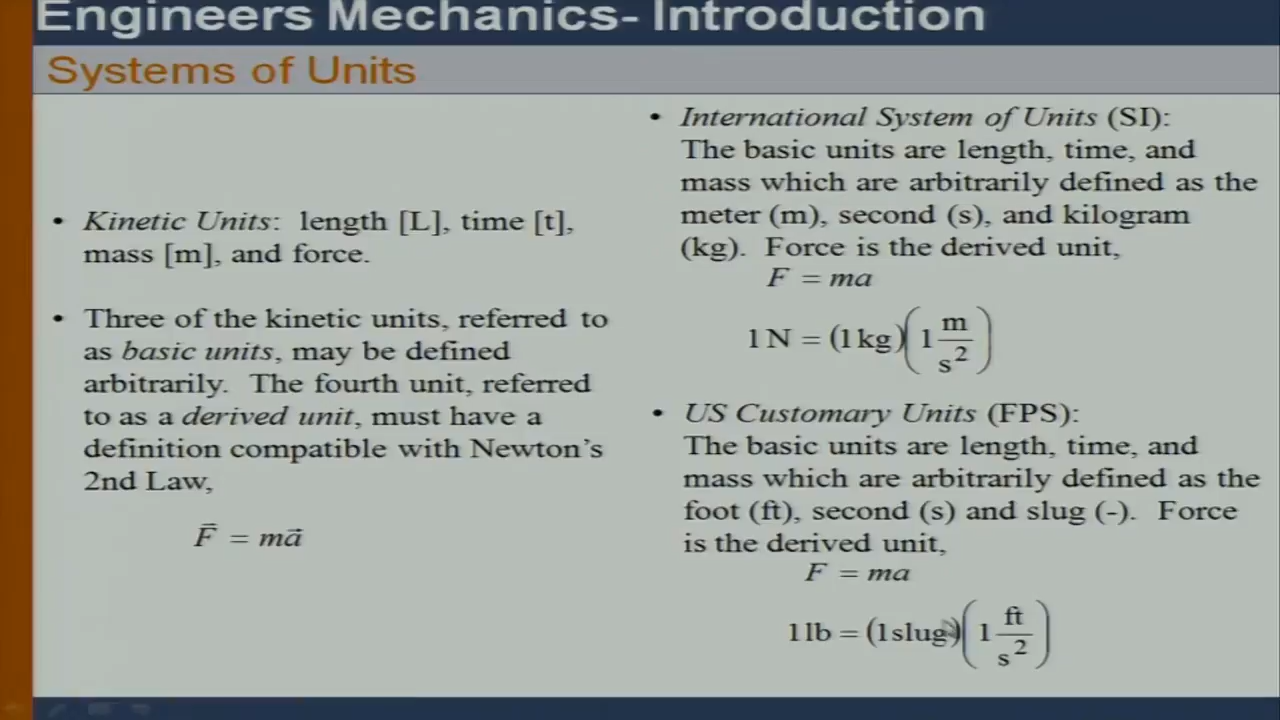 Engineers Mechanics- Introduction
Systems of Units
• Kinetic Units: length [L], time [t],
mass [m], and force.
• Three of the kinetic units, referred to
as basic units, may be defined
arbitrarily. The fourth unit, referred
to as a derived unit, must have a
definition compatible with Newton's
2nd Law,
F⃗ = ma⃗
• International System of Units (SI):
The basic units are length, time, and
mass which are arbitrarily defined as the
meter (m), second (s), and kilogram
(kg). Force is the derived unit,
F = ma
1 N = (1 kg)(1 m/s²)
• US Customary Units (FPS):
The basic units are length, time, and
mass which are arbitrarily defined as the
foot (ft), second (s) and slug (-). Force
is the derived unit,
F = ma
1 lb = (1slug)(1 ft/s²)